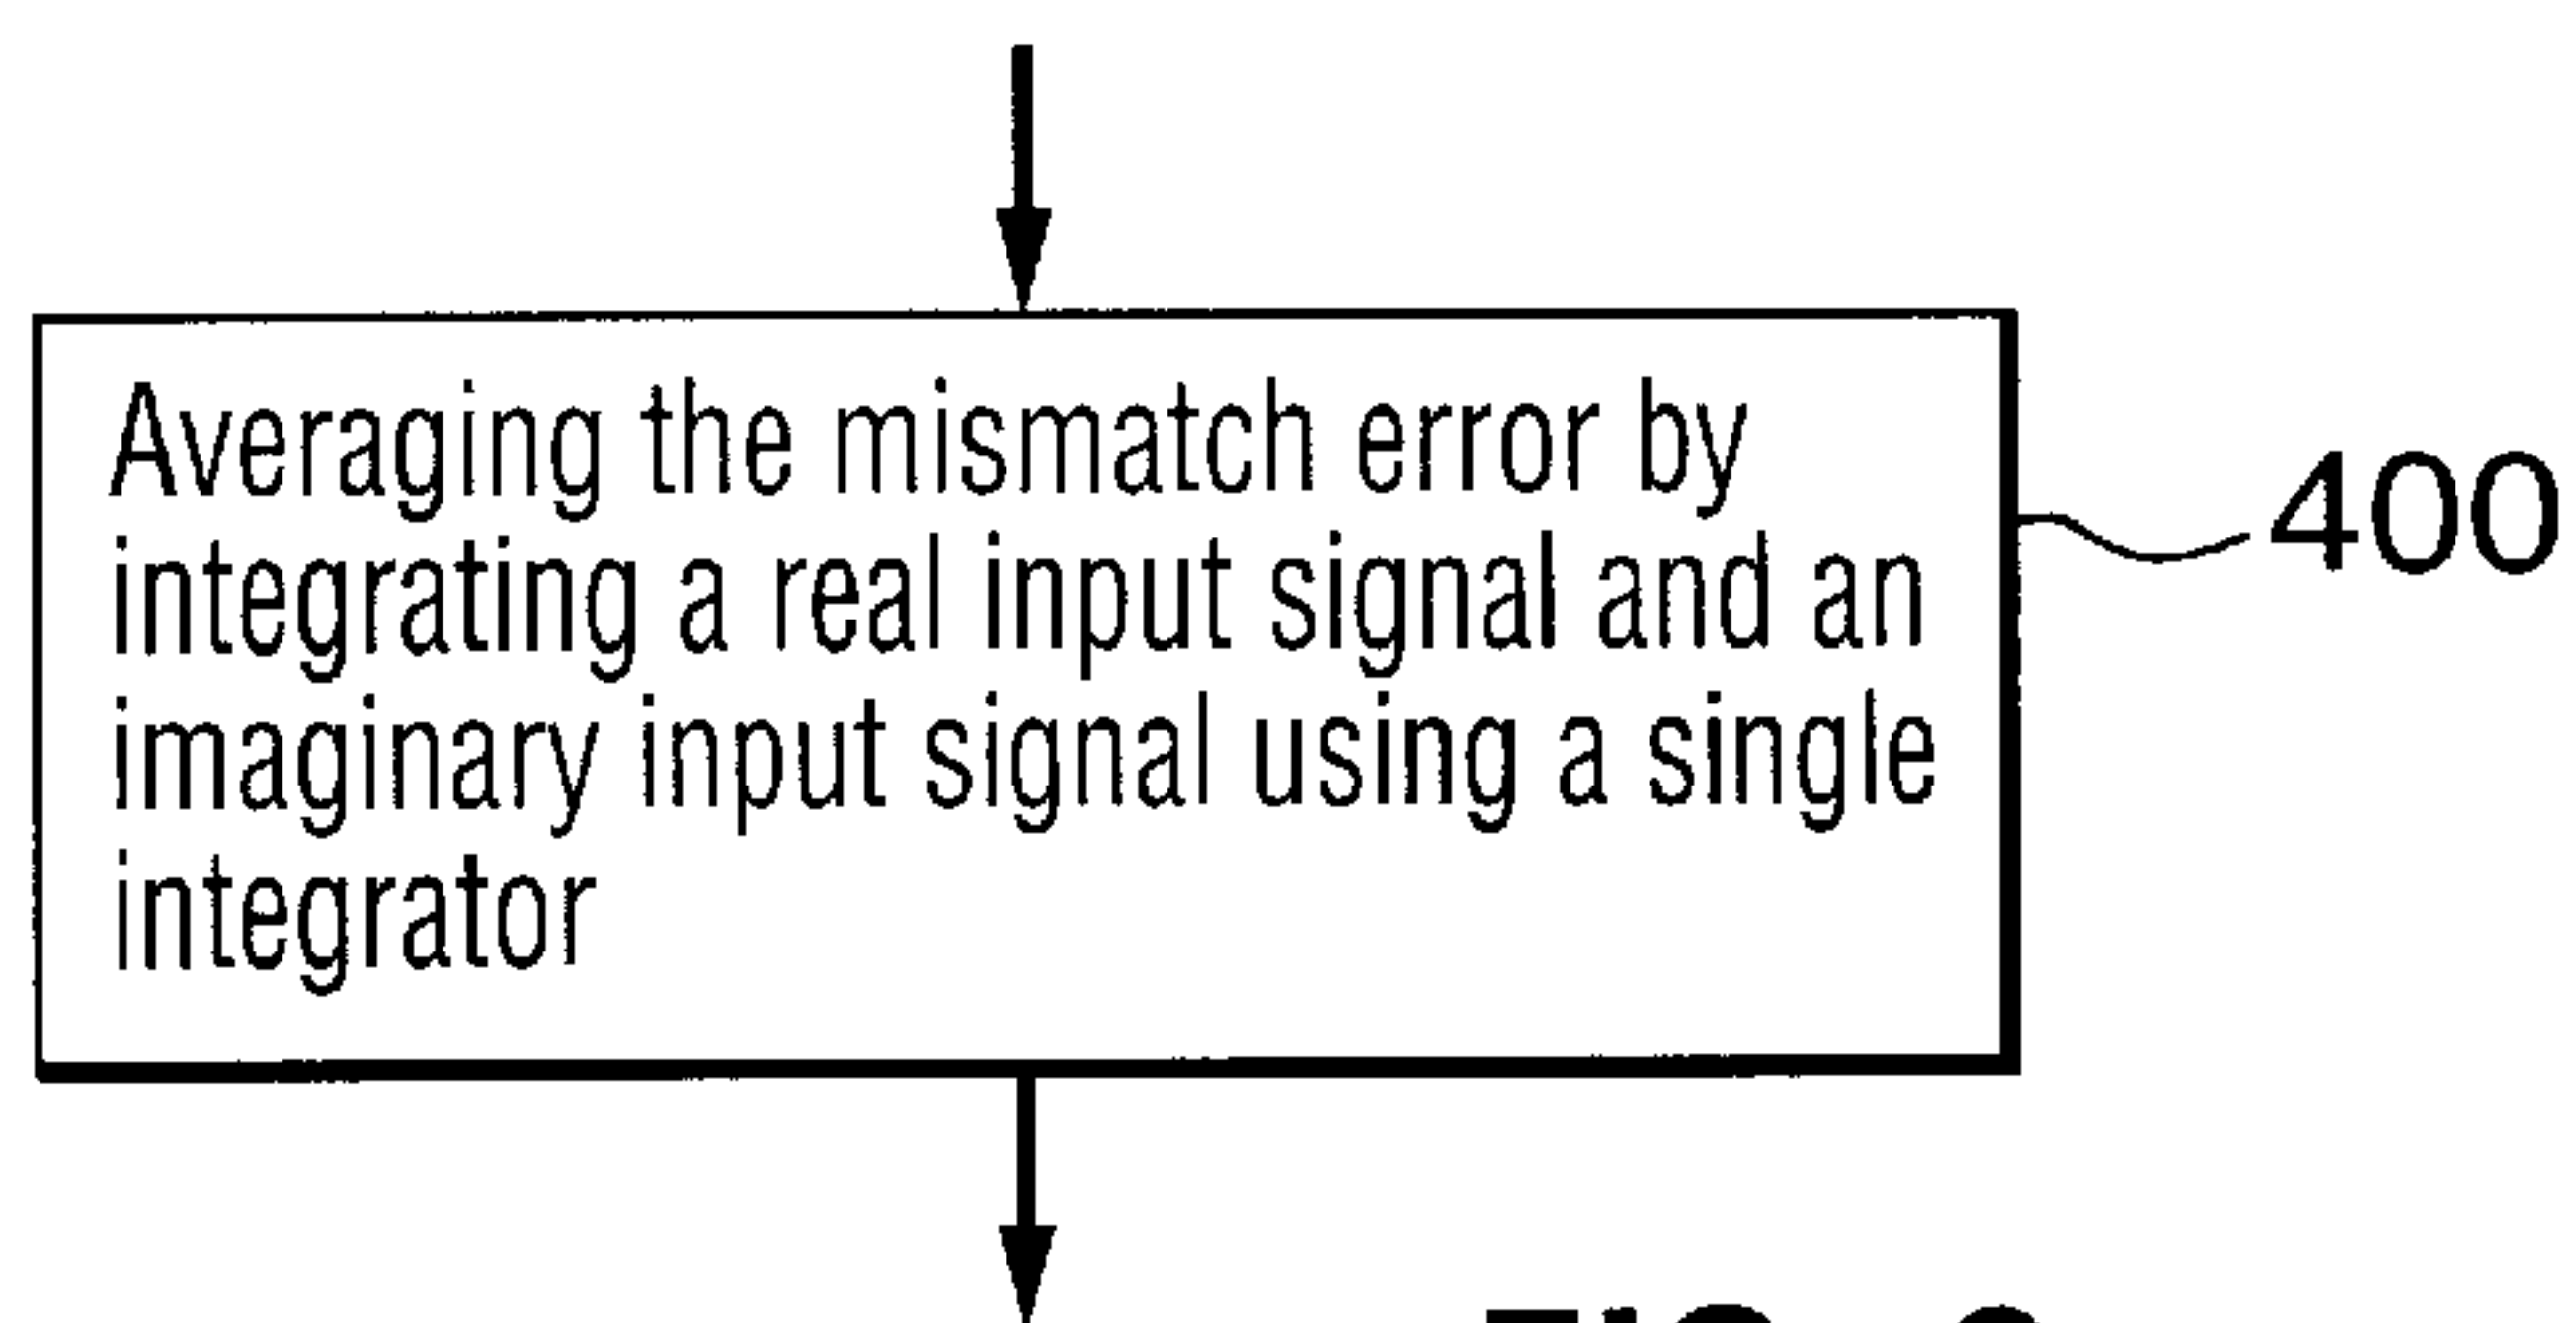 Averaging the mismatch error by
integrating a real input signal and an
imaginary input signal using a single
integrator
400